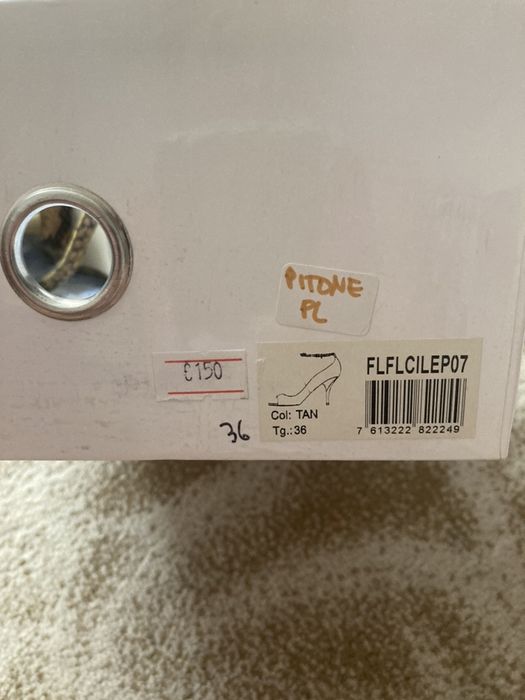 PITONE
PL
€150
36
FLFLCILEP07
Col: TAN
Tg.:36
7 613222 822249